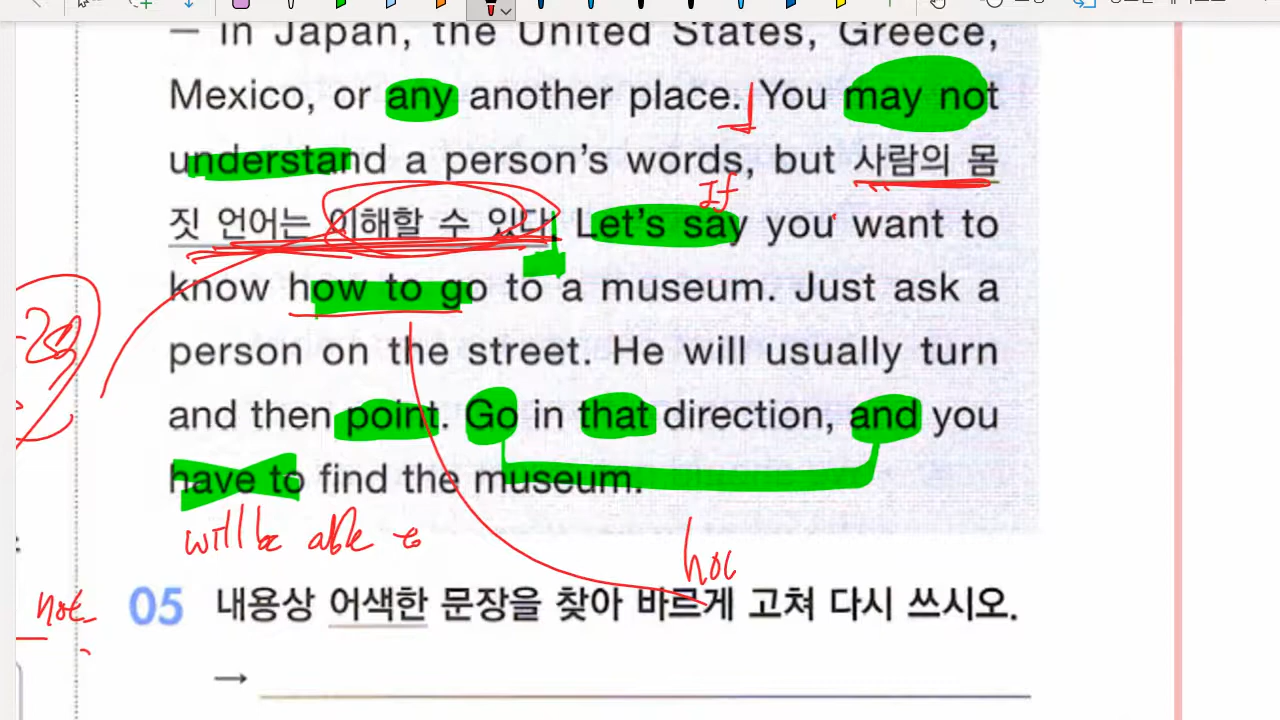 — in Japan, the United States, Greece,
Mexico, or any another place. You may not
understand a person's words, but 사람의 몸
If
짓 언어는 이해할 수 있다. Let's say you want to
know how to go to a museum. Just ask a
person on the street. He will usually turn
and then point. Go in that direction, and you
have to find the museum.
will be able to
not
05 내용상 어색한 문장을 찾아 바르게 고쳐 다시 쓰시오.
→